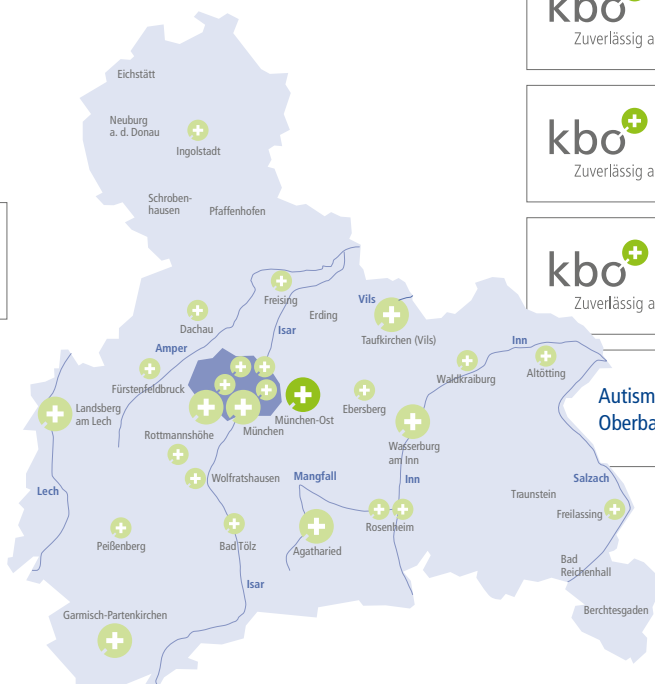 kbo
Zuverlässig a
kbo
Zuverlässig a
kbo
Zuverlässig a
Autism
Oberba
Eichstätt
Neuburg
a. d. Donau
Ingolstadt
Schroben-
hausen
Pfaffenhofen
Freising
Erding
Vils
Isar
Dachau
Taufkirchen (Vils)
Amper
Inn
Fürstenfeldbruck
Waldkraiburg
Altötting
Landsberg
am Lech
Ebersberg
München-Ost
München
Rottmannshöhe
Wasserburg
am Inn
Wolfratshausen
Mangfall
Inn
Salzach
Lech
Traunstein
Freilassing
Rosenheim
Peißenberg
Bad Tölz
Agatharied
Bad
Reichenhall
Isar
Garmisch-Partenkirchen
Berchtesgaden